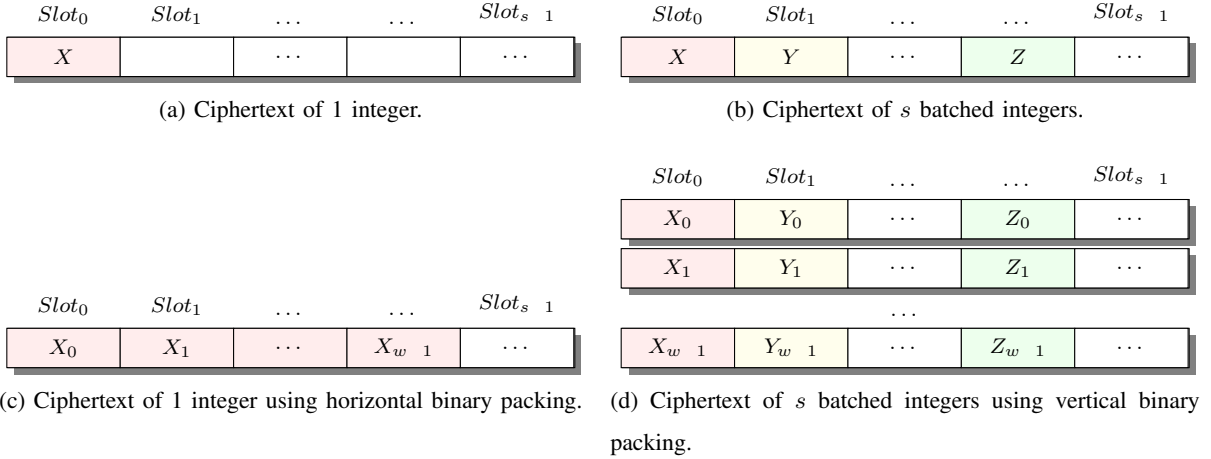 Slot0 Slot1 ... ... Slots 1
X ... ...
(a) Ciphertext of 1 integer.
Slot0 Slot1 ... ... Slots 1
X Y ... Z ...
(b) Ciphertext of s batched integers.
Slot0 Slot1 ... ... Slots 1
X0 X1 ... Xw 1 ...
(c) Ciphertext of 1 integer using horizontal binary packing.
Slot0 Slot1 ... ... Slots 1
X0 Y0 ... Z0 ...
X1 Y1 ... Z1 ...
...
Xw 1 Yw 1 ... Zw 1 ...
(d) Ciphertext of s batched integers using vertical binary
packing.